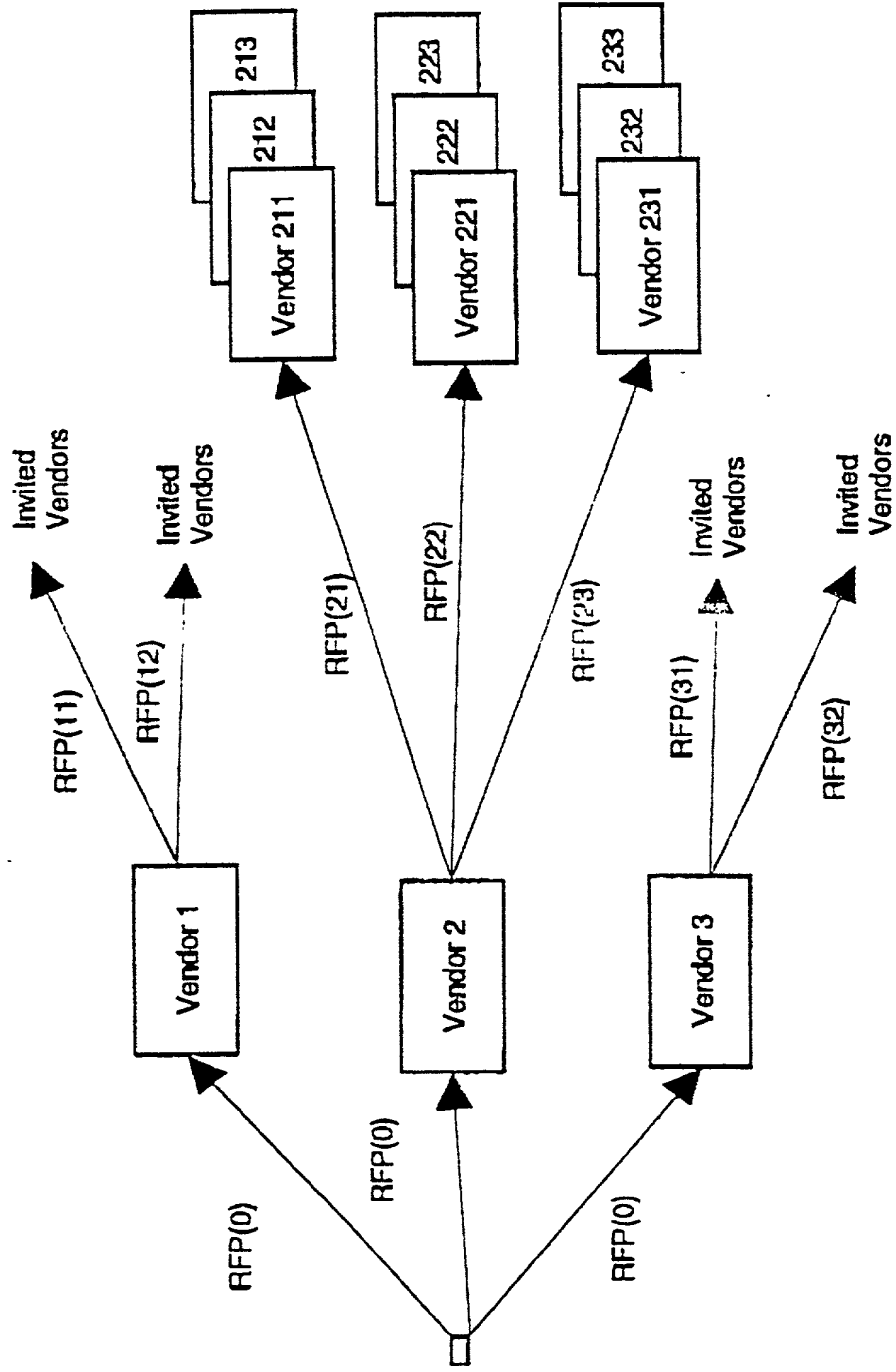 RFP(0)
RFP(0)
RFP(0)
Vendor 1
Vendor 2
Vendor 3
RFP(11)
RFP(12)
RFP(21)
RFP(22)
RFP(23)
RFP(31)
RFP(32)
Invited
Vendors
Invited
Vendors
Invited
Vendors
Invited
Vendors
Vendor 211
212
213
Vendor 221
222
223
Vendor 231
232
233